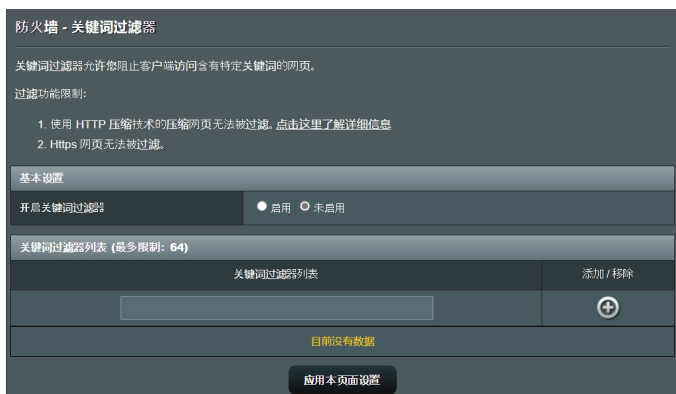 防火墙 - 关键词过滤器
关键词过滤器允许您阻止客户端访问含有特定关键词的网页。
过滤功能限制:
1. 使用 HTTP 压缩技术的压缩网页无法被过滤。点击这里了解详细信息
2. Https 网页无法被过滤。
基本设置
开启关键词过滤器 启用 未启用
关键词过滤器列表 (最多限制: 64)
关键词过滤器列表 添加 / 移除
目前没有数据
应用本页面设置